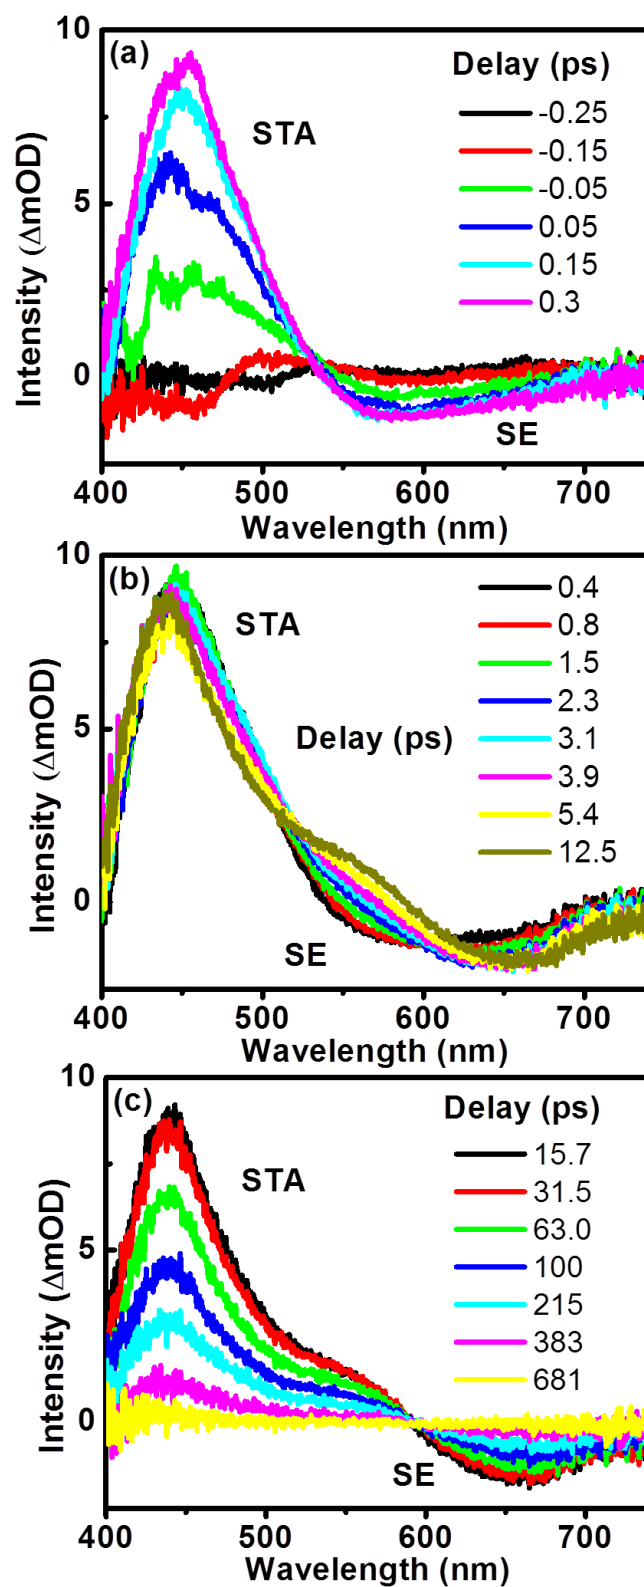 (a)
Delay (ps)
-0.25
-0.15
-0.05
0.05
0.15
0.3
STA
SE
10
5
0
Intensity (ΔmOD)
400 500 600 700
Wavelength (nm)
(b)
STA
Delay (ps)
0.4
0.8
1.5
2.3
3.1
3.9
5.4
12.5
SE
10
5
0
Intensity (ΔmOD)
400 500 600 700
Wavelength (nm)
(c)
Delay (ps)
15.7
31.5
63.0
100
215
383
681
STA
SE
10
5
0
Intensity (ΔmOD)
400 500 600 700
Wavelength (nm)